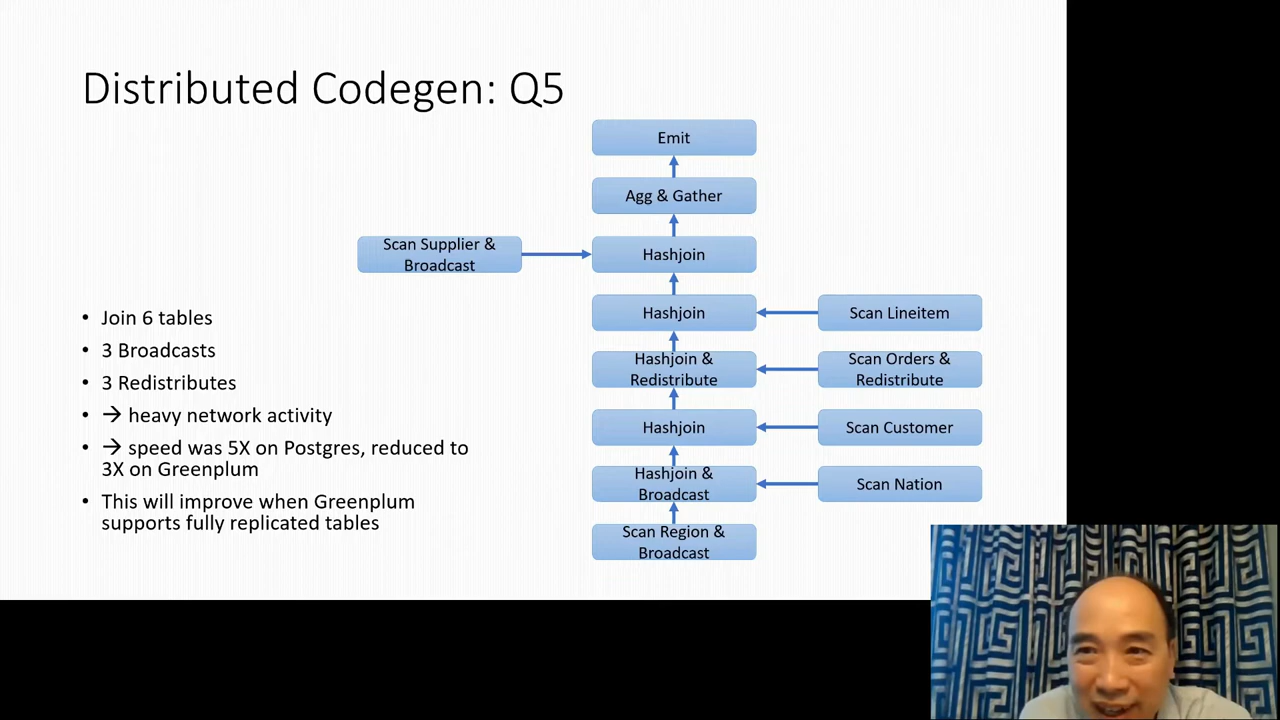 Distributed Codegen: Q5
Emit
Agg & Gather
Scan Supplier &
Broadcast
Hashjoin
Hashjoin
Scan Lineitem
Hashjoin &
Redistribute
Scan Orders &
Redistribute
Hashjoin
Scan Customer
Hashjoin &
Broadcast
Scan Nation
Scan Region &
Broadcast
• Join 6 tables
• 3 Broadcasts
• 3 Redistributes
• → heavy network activity
• → speed was 5X on Postgres, reduced to
3X on Greenplum
• This will improve when Greenplum
supports fully replicated tables